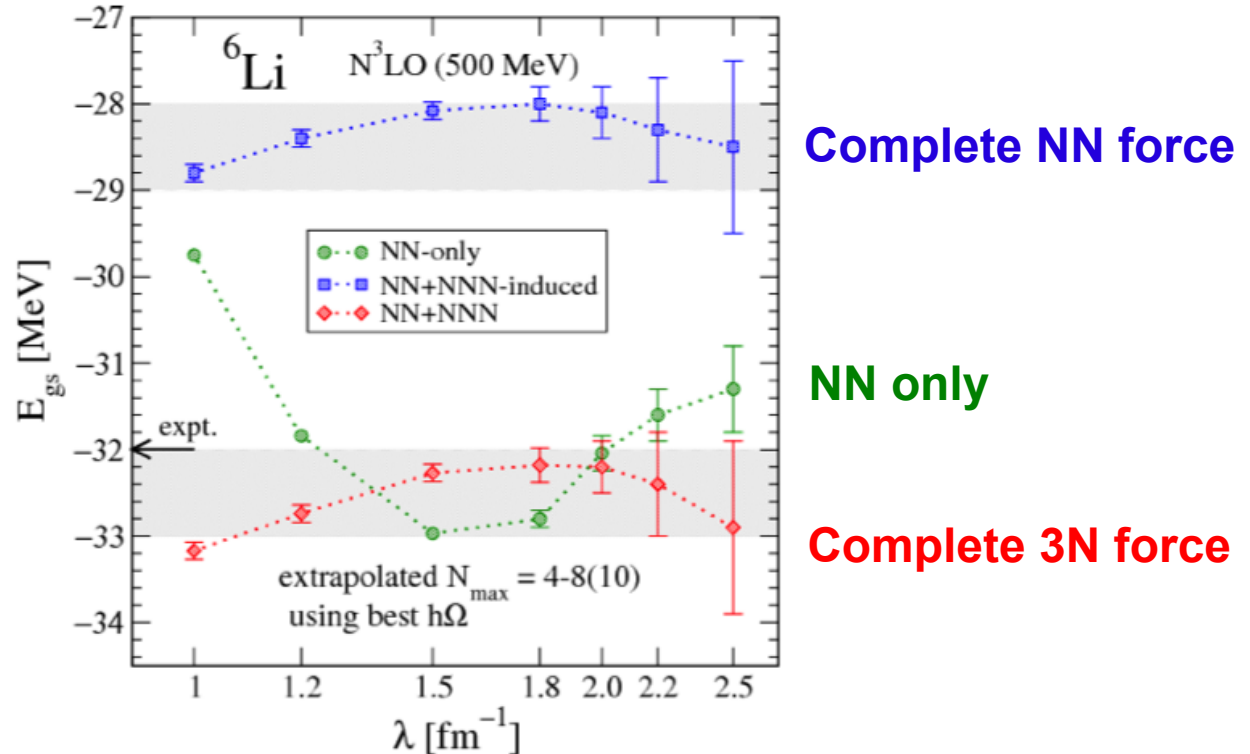 −27
⁶Li
N³LO (500 MeV)
−28
Complete NN force
−29
NN-only
NN+NNN-induced
NN+NNN
−30
E_gs [MeV]
−31
NN only
expt.
−32
−33
Complete 3N force
extrapolated N_max = 4-8(10)
using best hΩ
−34
1 1.2 1.5 1.8 2.0 2.2 2.5
λ [fm⁻¹]